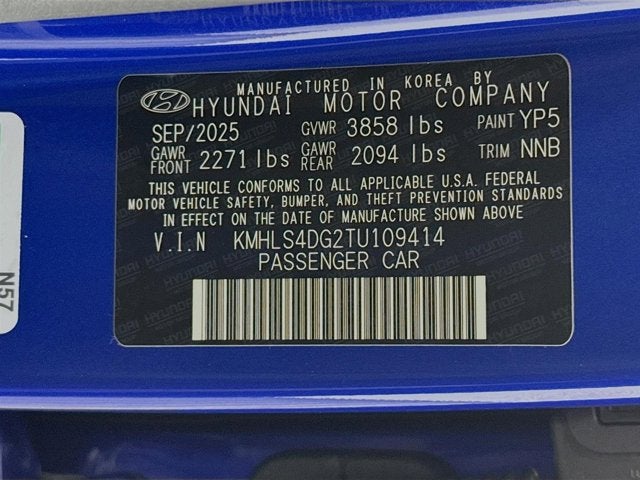 MANUFACTURED IN KOREA BY
HYUNDAI MOTOR COMPANY
SEP/2025 GVWR 3858 lbs PAINT YP5
GAWR FRONT 2271 lbs GAWR REAR 2094 lbs TRIM NNB
THIS VEHICLE CONFORMS TO ALL APPLICABLE U.S.A. FEDERAL
MOTOR VEHICLE SAFETY, BUMPER, AND THEFT PREVENTION STANDARDS
IN EFFECT ON THE DATE OF MANUFACTURE SHOWN ABOVE
V.I.N KMHLS4DG2TU109414
PASSENGER CAR
N57